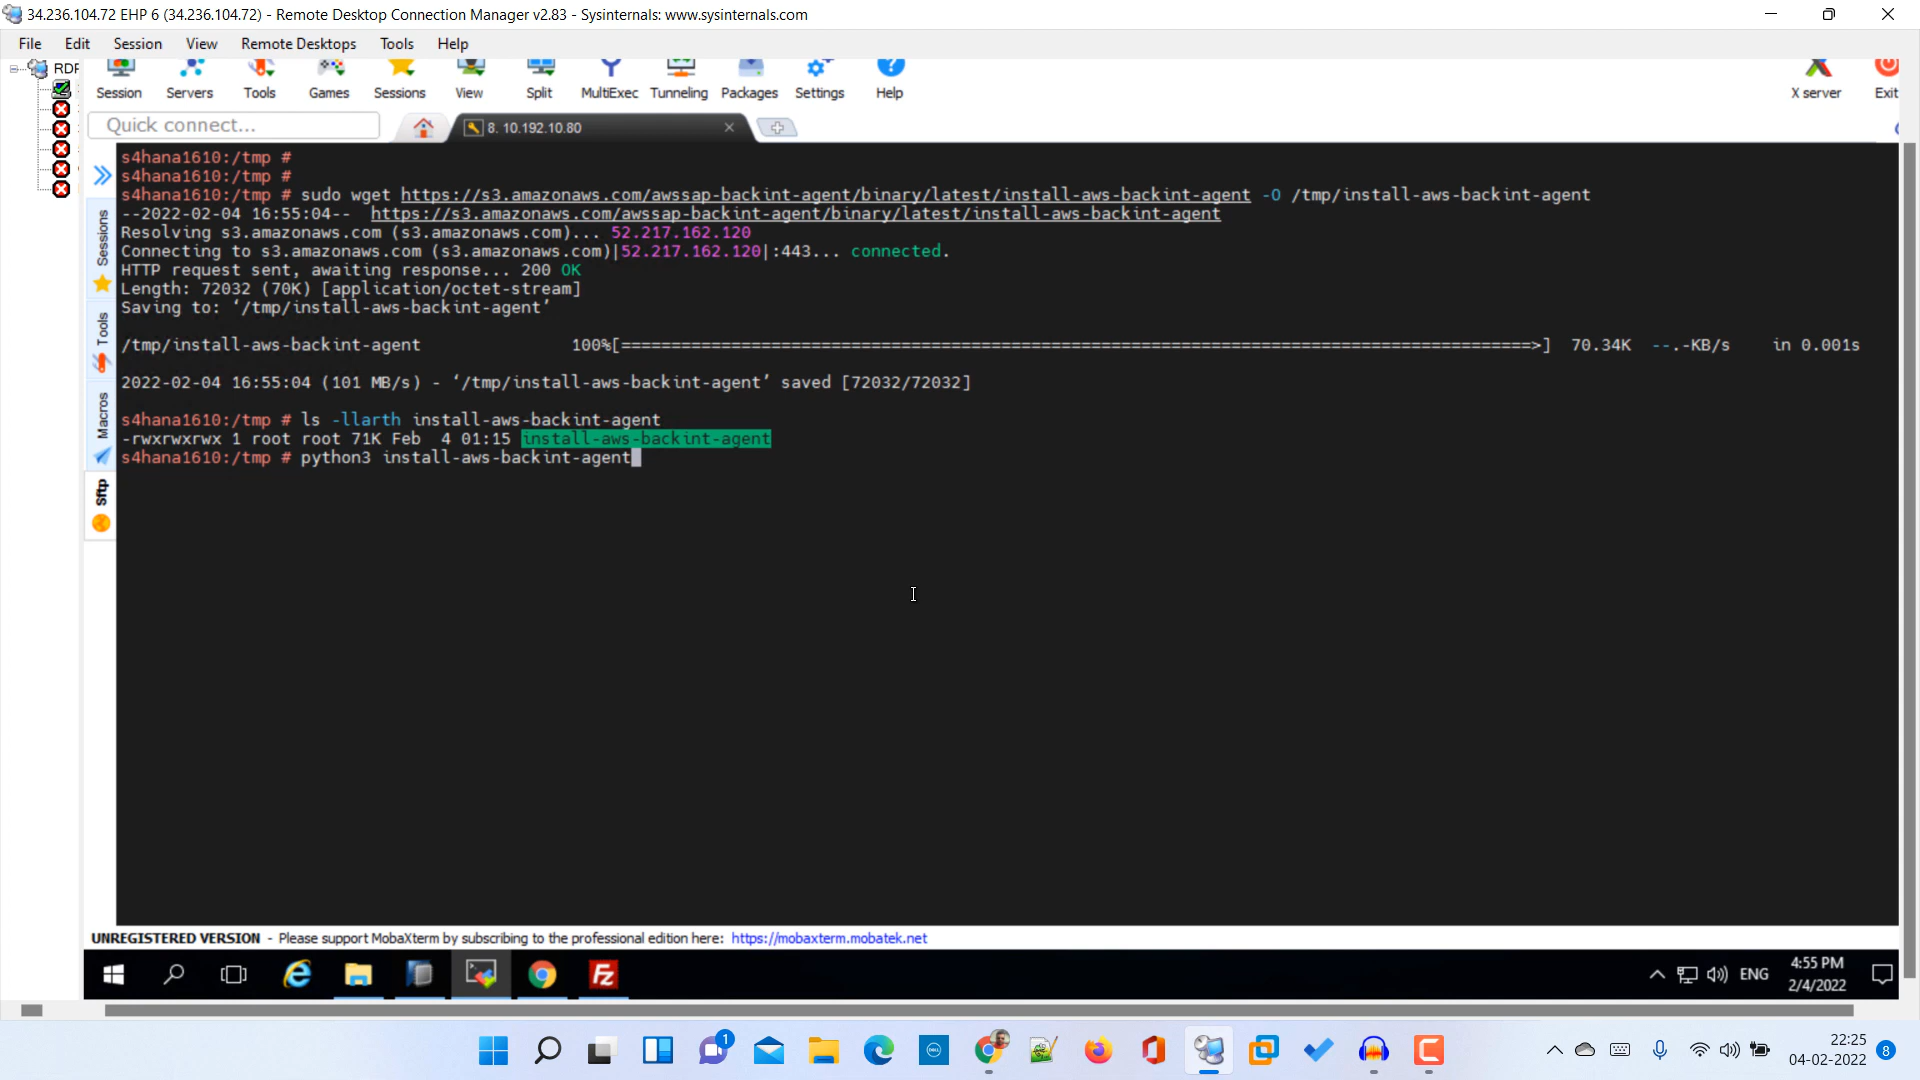 34.236.104.72 EHP 6 (34.236.104.72) - Remote Desktop Connection Manager v2.83 - Sysinternals: www.sysinternals.com
File Edit Session View Remote Desktops Tools Help
RDP
Session Servers Tools Games Sessions View Split MultiExec Tunneling Packages Settings Help X server Exit
Quick connect...
8. 10.192.10.80
s4hana1610:/tmp #
s4hana1610:/tmp #
s4hana1610:/tmp # sudo wget https://s3.amazonaws.com/awssap-backint-agent/binary/latest/install-aws-backint-agent -O /tmp/install-aws-backint-agent
--2022-02-04 16:55:04-- https://s3.amazonaws.com/awssap-backint-agent/binary/latest/install-aws-backint-agent
Resolving s3.amazonaws.com (s3.amazonaws.com)... 52.217.162.120
Connecting to s3.amazonaws.com (s3.amazonaws.com)|52.217.162.120|:443... connected.
HTTP request sent, awaiting response... 200 OK
Length: 72032 (70K) [application/octet-stream]
Saving to: ‘/tmp/install-aws-backint-agent’
/tmp/install-aws-backint-agent 100%[===========================================================================================>] 70.34K --.-KB/s in 0.001s
2022-02-04 16:55:04 (101 MB/s) - ‘/tmp/install-aws-backint-agent’ saved [72032/72032]
s4hana1610:/tmp # ls -llarth install-aws-backint-agent
-rwxrwxrwx 1 root root 71K Feb 4 01:15 install-aws-backint-agent
s4hana1610:/tmp # python3 install-aws-backint-agent
Sessions
Tools
Macros
Sftp
UNREGISTERED VERSION - Please support MobaXterm by subscribing to the professional edition here: https://mobaxterm.mobatek.net
ENG
4:55 PM
2/4/2022
1
DELL
22:25
04-02-2022
8